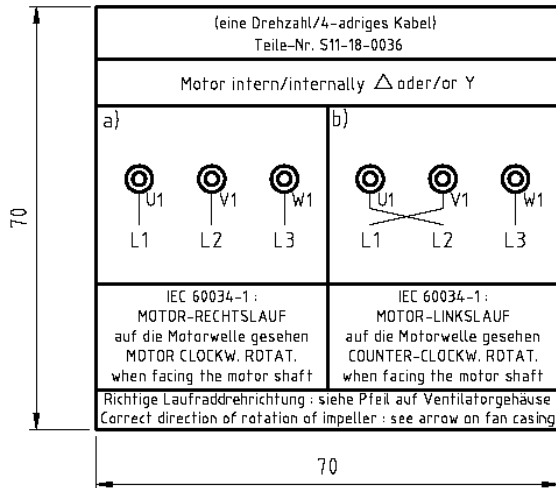 (eine Drehzahl/4-adriges Kabel)
Teile-Nr. S11-18-0036
Motor intern/internally △ oder/or Y
a)
U1 V1 W1
L1 L2 L3
b)
U1 V1 W1
L1 L2 L3
IEC 60034-1 :
MOTOR-RECHTSLAUF
auf die Motorwelle gesehen
MOTOR CLOCKW. ROTAT.
when facing the motor shaft
IEC 60034-1 :
MOTOR-LINKSLAUF
auf die Motorwelle gesehen
COUNTER-CLOCKW. ROTAT.
when facing the motor shaft
Richtige Laufraddrehrichtung : siehe Pfeil auf Ventilatorgehäuse
Correct direction of rotation of impeller : see arrow on fan casing
70
70